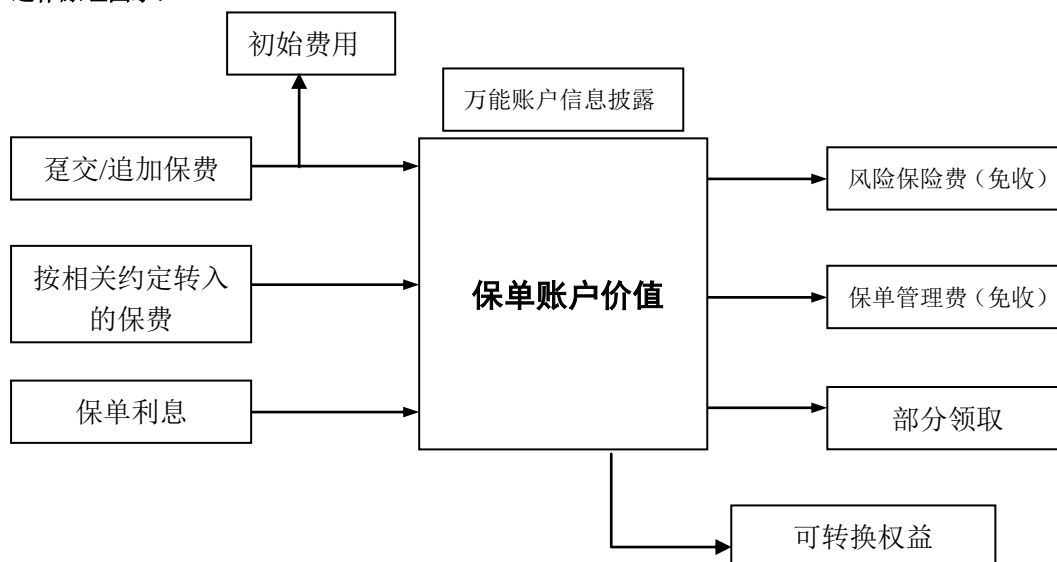 初始费用
万能账户信息披露
趸交/追加保费
风险保险费（免收）
按相关约定转入
的保费
保单账户价值
保单管理费（免收）
保单利息
部分领取
可转换权益